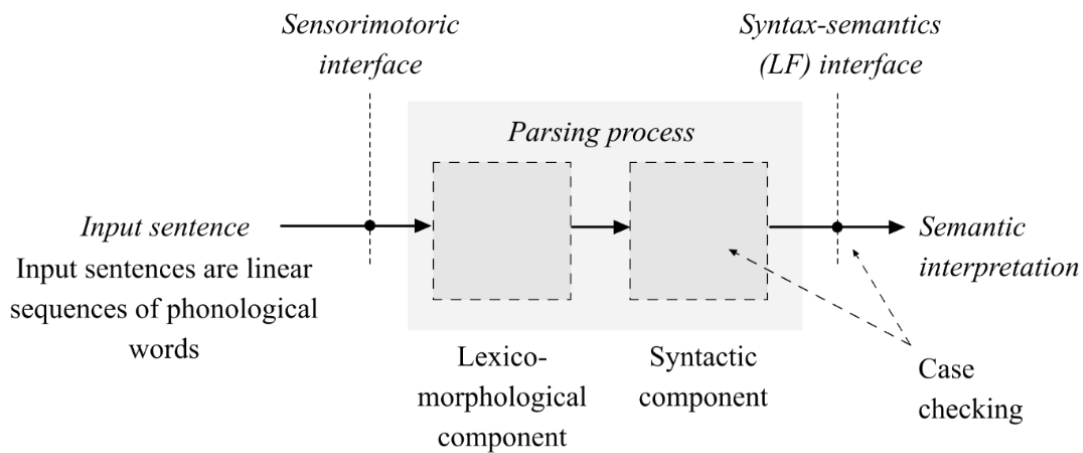 Sensorimotoric
interface
Syntax-semantics
(LF) interface
Parsing process
Input sentence
Input sentences are linear
sequences of phonological
words
Semantic
interpretation
Lexico-
morphological
component
Syntactic
component
Case
checking